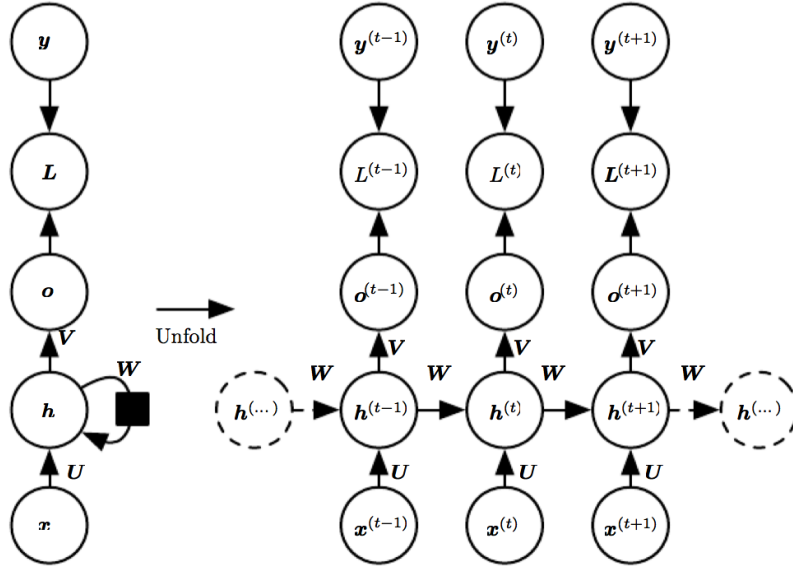 y y^(t−1) y^(t) y^(t+1)
L L^(t−1) L^(t) L^(t+1)
o o^(t−1) o^(t) o^(t+1)
Unfold
V V V V
W W W W W
h h^(...) h^(t−1) h^(t) h^(t+1) h^(...)
U U U U
x x^(t−1) x^(t) x^(t+1)